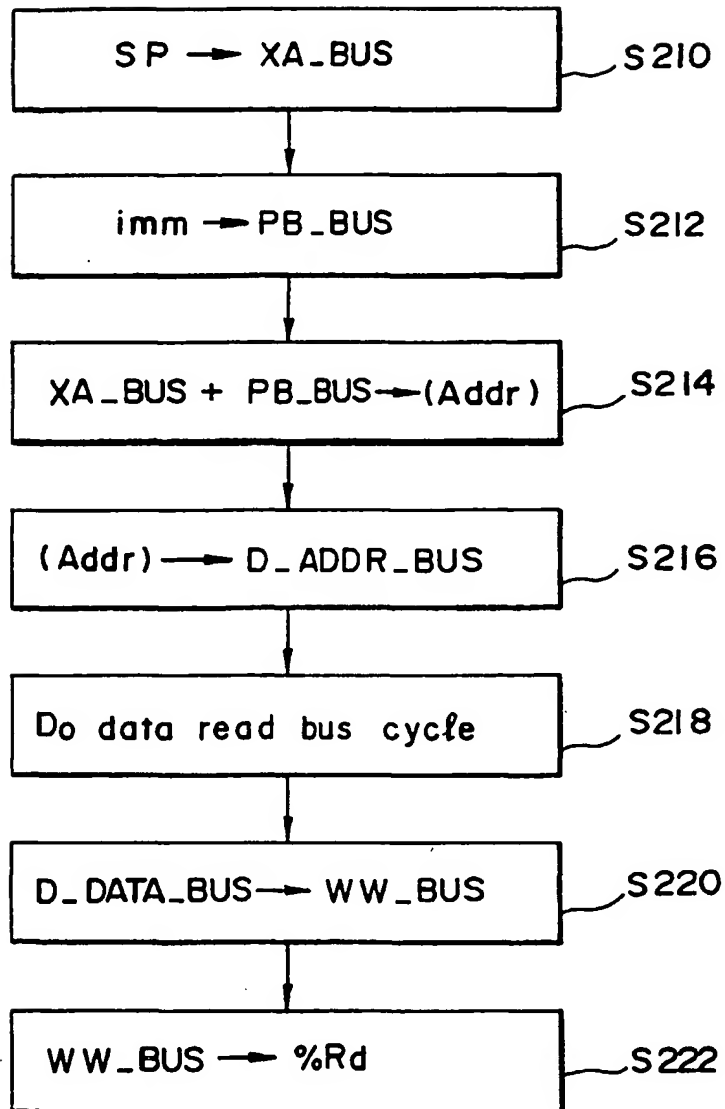 SP → XA_BUS S210
imm → PB_BUS S212
XA_BUS + PB_BUS → (Addr) S214
(Addr) → D_ADDR_BUS S216
Do data read bus cycle S218
D_DATA_BUS → WW_BUS S220
WW_BUS → %Rd S222